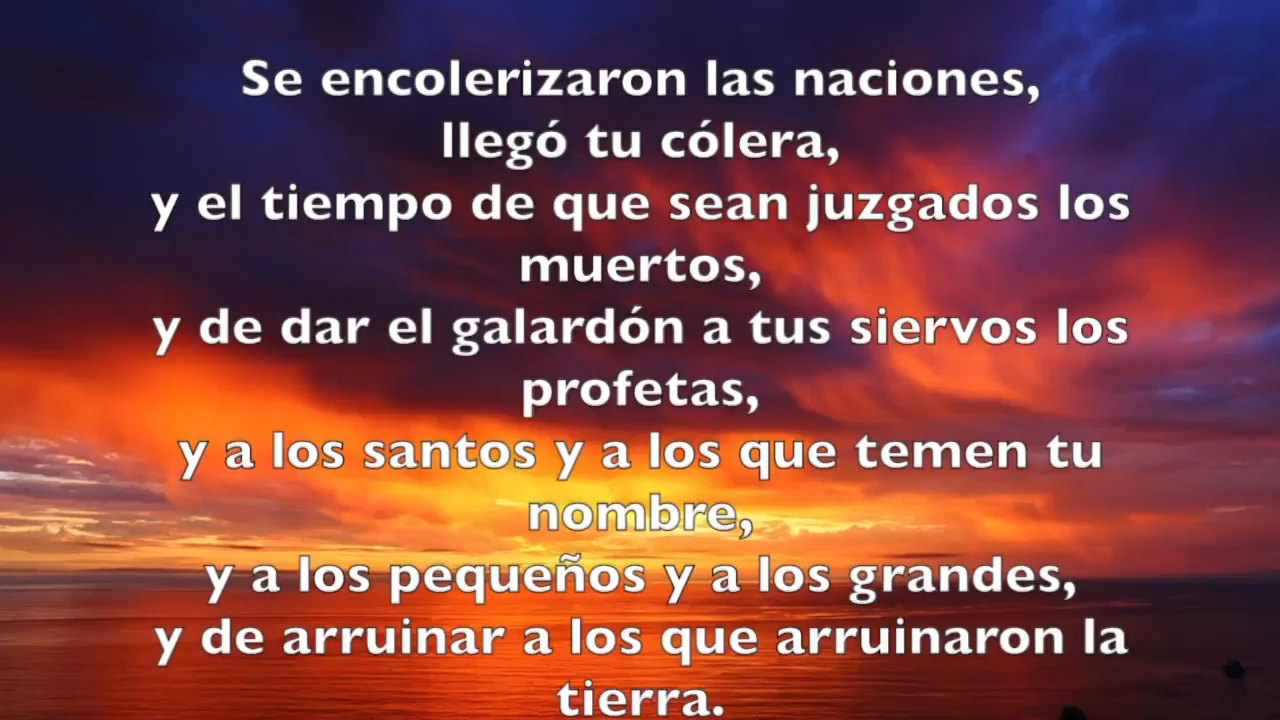 Se encolerizaron las naciones,
llegó tu cólera,
y el tiempo de que sean juzgados los
muertos,
y de dar el galardón a tus siervos los
profetas,
y a los santos y a los que temen tu
nombre,
y a los pequeños y a los grandes,
y de arruinar a los que arruinaron la
tierra.